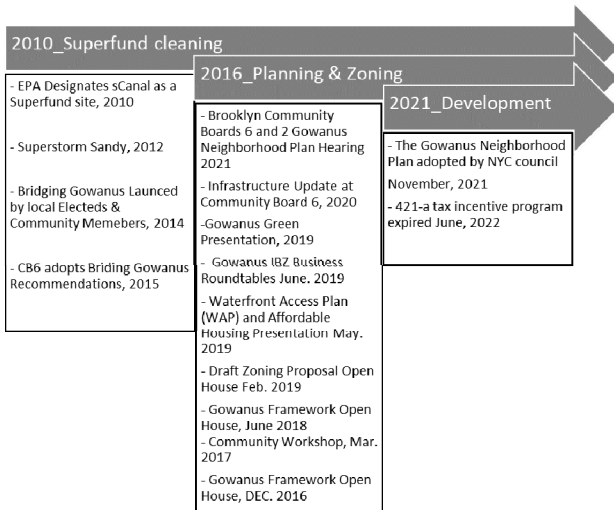 2010_Superfund cleaning
- EPA Designates sCanal as a
Superfund site, 2010
- Superstorm Sandy, 2012
- Bridging Gowanus Launced
by local Electeds &
Community Memebers, 2014
- CB6 adopts Briding Gowanus
Recommendations, 2015
2016_Planning & Zoning
- Brooklyn Community
Boards 6 and 2 Gowanus
Neighborhood Plan Hearing
2021
- Infrastructure Update at
Community Board 6, 2020
-Gowanus Green
Presentation, 2019
- Gowanus IBZ Business
Roundtables June. 2019
- Waterfront Access Plan
(WAP) and Affordable
Housing Presentation May.
2019
- Draft Zoning Proposal Open
House Feb. 2019
- Gowanus Framework Open
House, June 2018
- Community Workshop, Mar.
2017
- Gowanus Framework Open
House, DEC. 2016
2021_Development
- The Gowanus Neighborhood
Plan adopted by NYC council
November, 2021
- 421-a tax incentive program
expired June, 2022